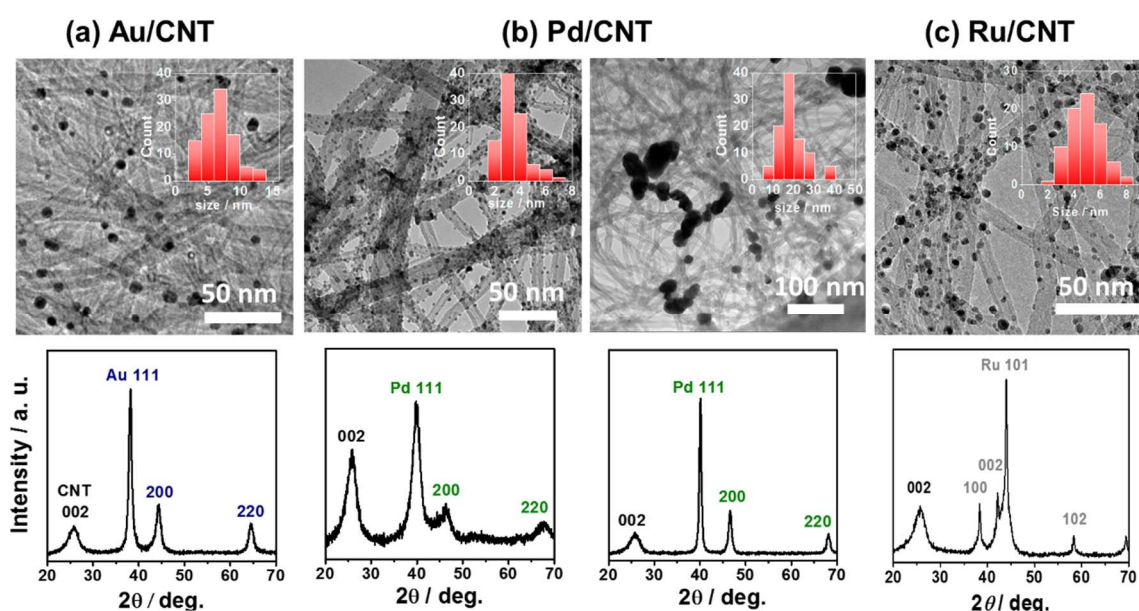 (a) Au/CNT
(b) Pd/CNT
(c) Ru/CNT
40
30
20
10
0
Count
0 5 10 15
size / nm
50 nm
40
30
20
10
0
Count
2 4 6 8
size / nm
50 nm
40
30
20
10
0
Count
0 10 20 30 40 50
size / nm
100 nm
30
20
10
0
Count
0 2 4 6 8
Size / nm
50 nm
Intensity / a. u.
Au 111
CNT
002
200
220
20 30 40 50 60 70
2θ / deg.
Pd 111
002
200
220
20 30 40 50 60 70
2θ / deg.
Pd 111
002
200
220
20 30 40 50 60 70
2θ / deg.
Ru 101
002
002
100
102
20 30 40 50 60 70
2θ / deg.